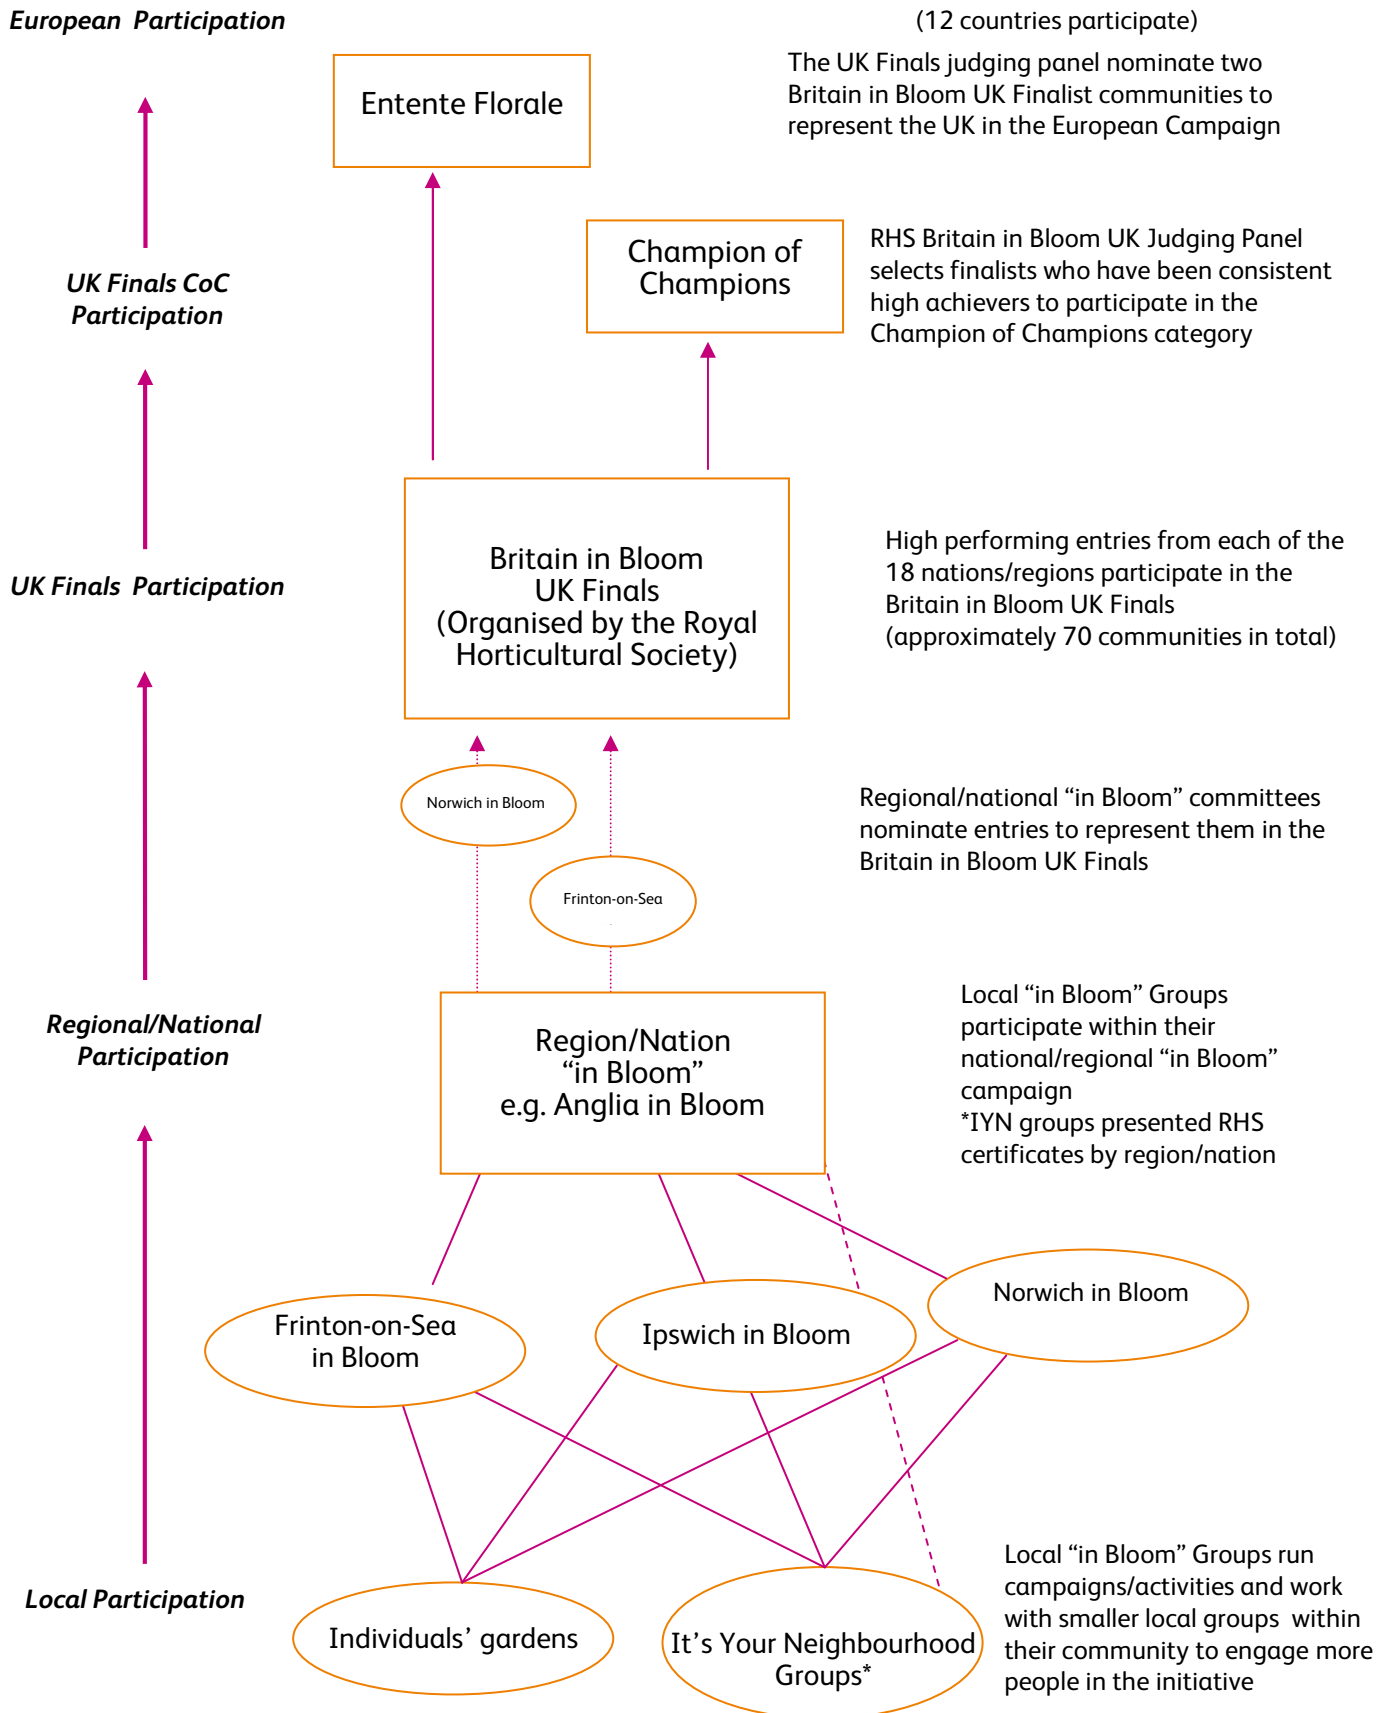 European  Participation
(12 countries participate)
The UK Finals judging panel nominate two
Britain in Bloom UK Finalist communities to
represent the UK in the European Campaign
Entente Florale
Champion of
Champions
RHS Britain in Bloom UK Judging Panel
selects finalists who have been consistent
high achievers to participate in the
Champion of Champions category
UK Finals CoC
Participation
Britain in Bloom
UK Finals
(Organised by the Royal
Horticultural Society)
High performing entries from each of the
18 nations/regions participate in the
Britain in Bloom UK Finals
(approximately 70 communities in total)
UK Finals  Participation
Norwich in Bloom
Frinton-on-Sea
Regional/national “in Bloom” committees
nominate entries to represent them in the
Britain in Bloom UK Finals
Regional/National
Participation
Region/Nation
“in Bloom”
e.g. Anglia in Bloom
Local “in Bloom” Groups
participate within their
national/regional “in Bloom”
campaign
*IYN groups presented RHS
certificates by region/nation
Frinton-on-Sea
in Bloom
Ipswich in Bloom
Norwich in Bloom
Local Participation
Individuals’ gardens
It’s Your Neighbourhood
Groups*
Local “in Bloom” Groups run
campaigns/activities and work
with smaller local groups  within
their community to engage more
people in the initiative